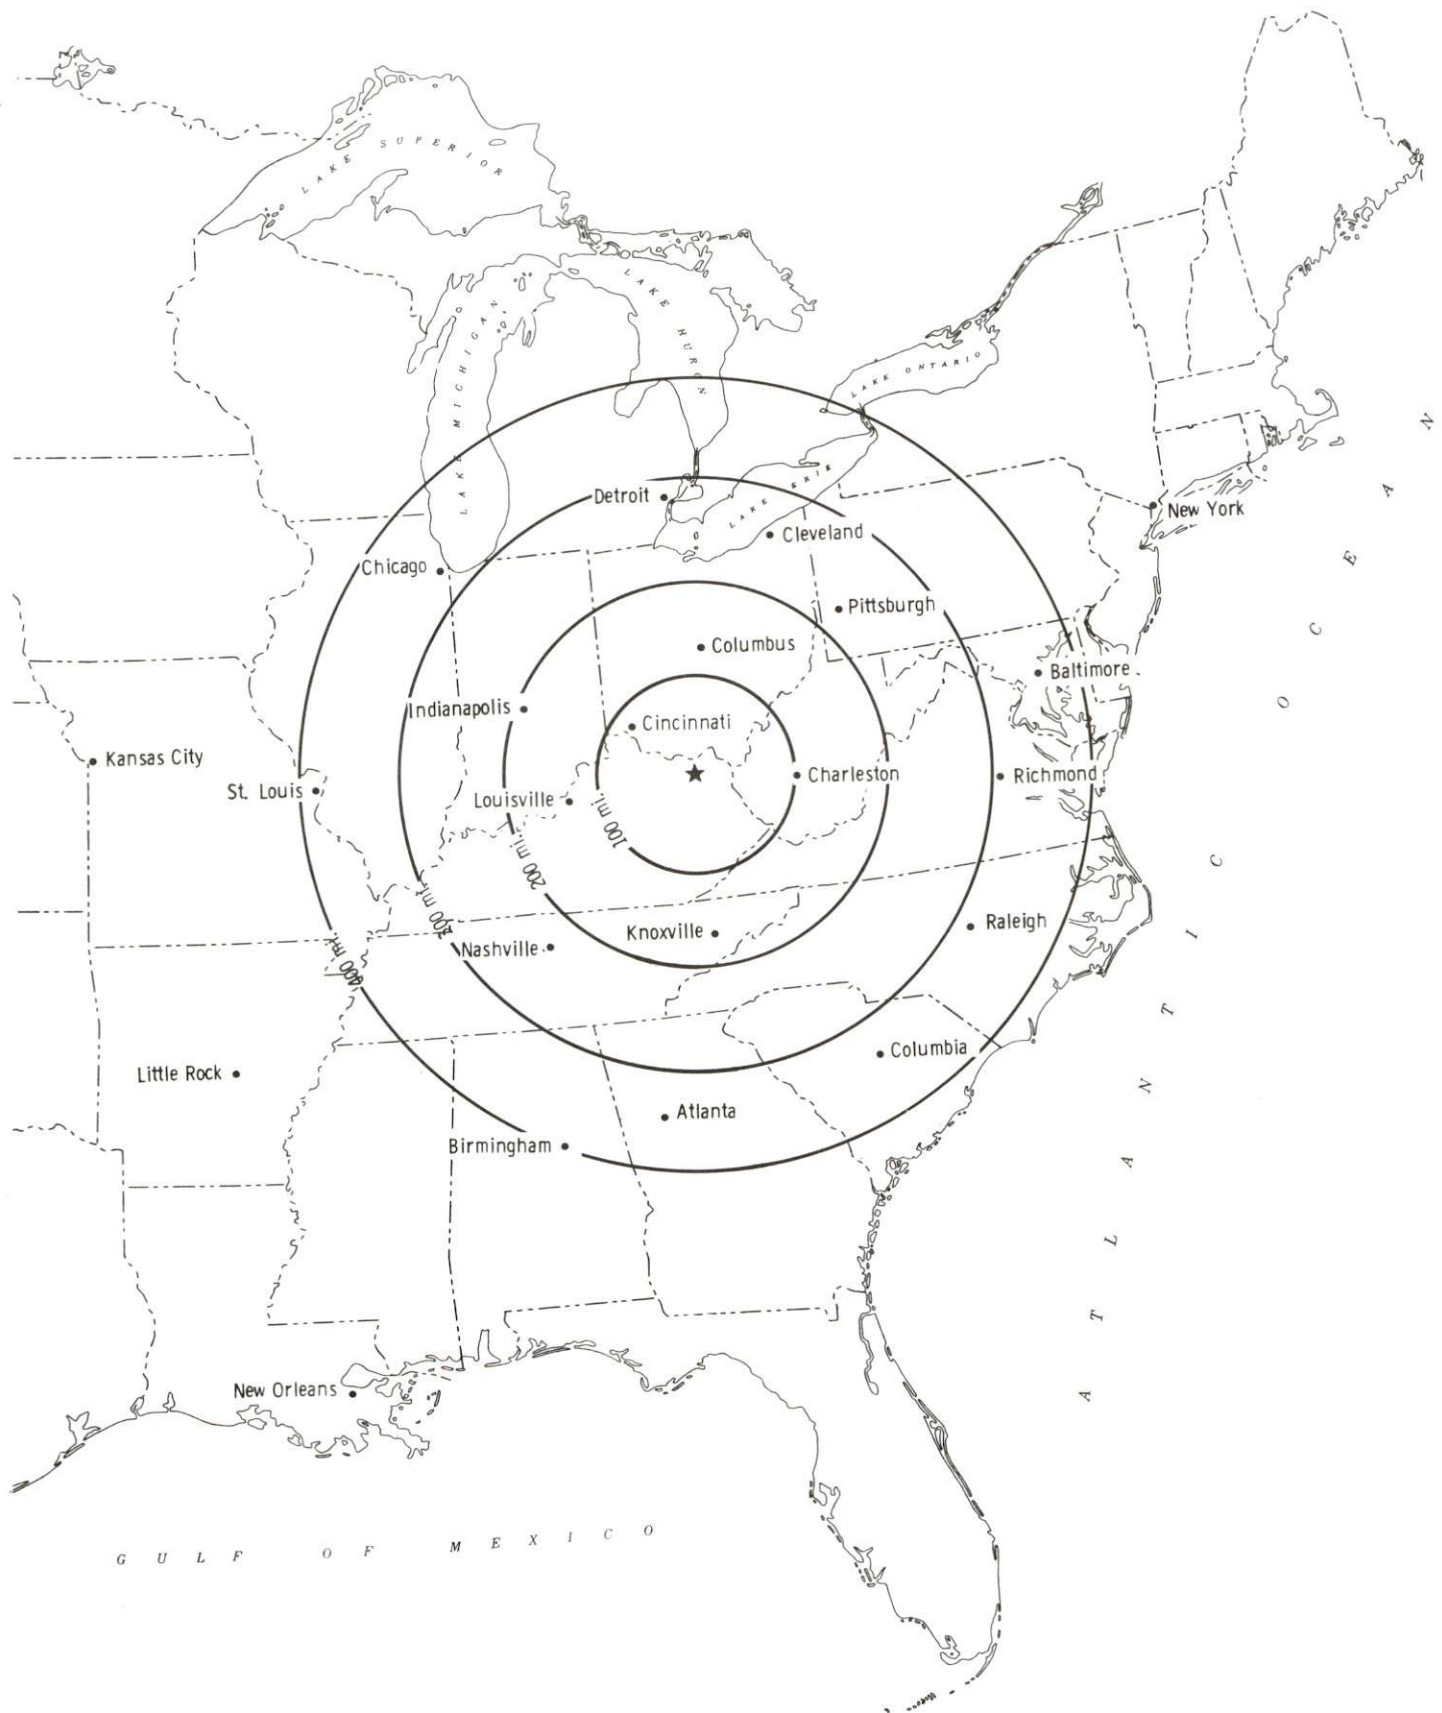 LAKE SUPERIOR
LAKE MICHIGAN
LAKE HURON
LAKE ONTARIO
LAKE ERIE
Detroit
New York
Cleveland
Chicago
Pittsburgh
Columbus
Baltimore
Indianapolis
Cincinnati
Kansas City
Charleston
Richmond
St. Louis
Louisville
100 mi.
200 mi.
300 mi.
400 mi.
Raleigh
Knoxville
Nashville
Columbia
Little Rock
Atlanta
Birmingham
New Orleans
ATLANTIC OCEAN
GULF OF MEXICO